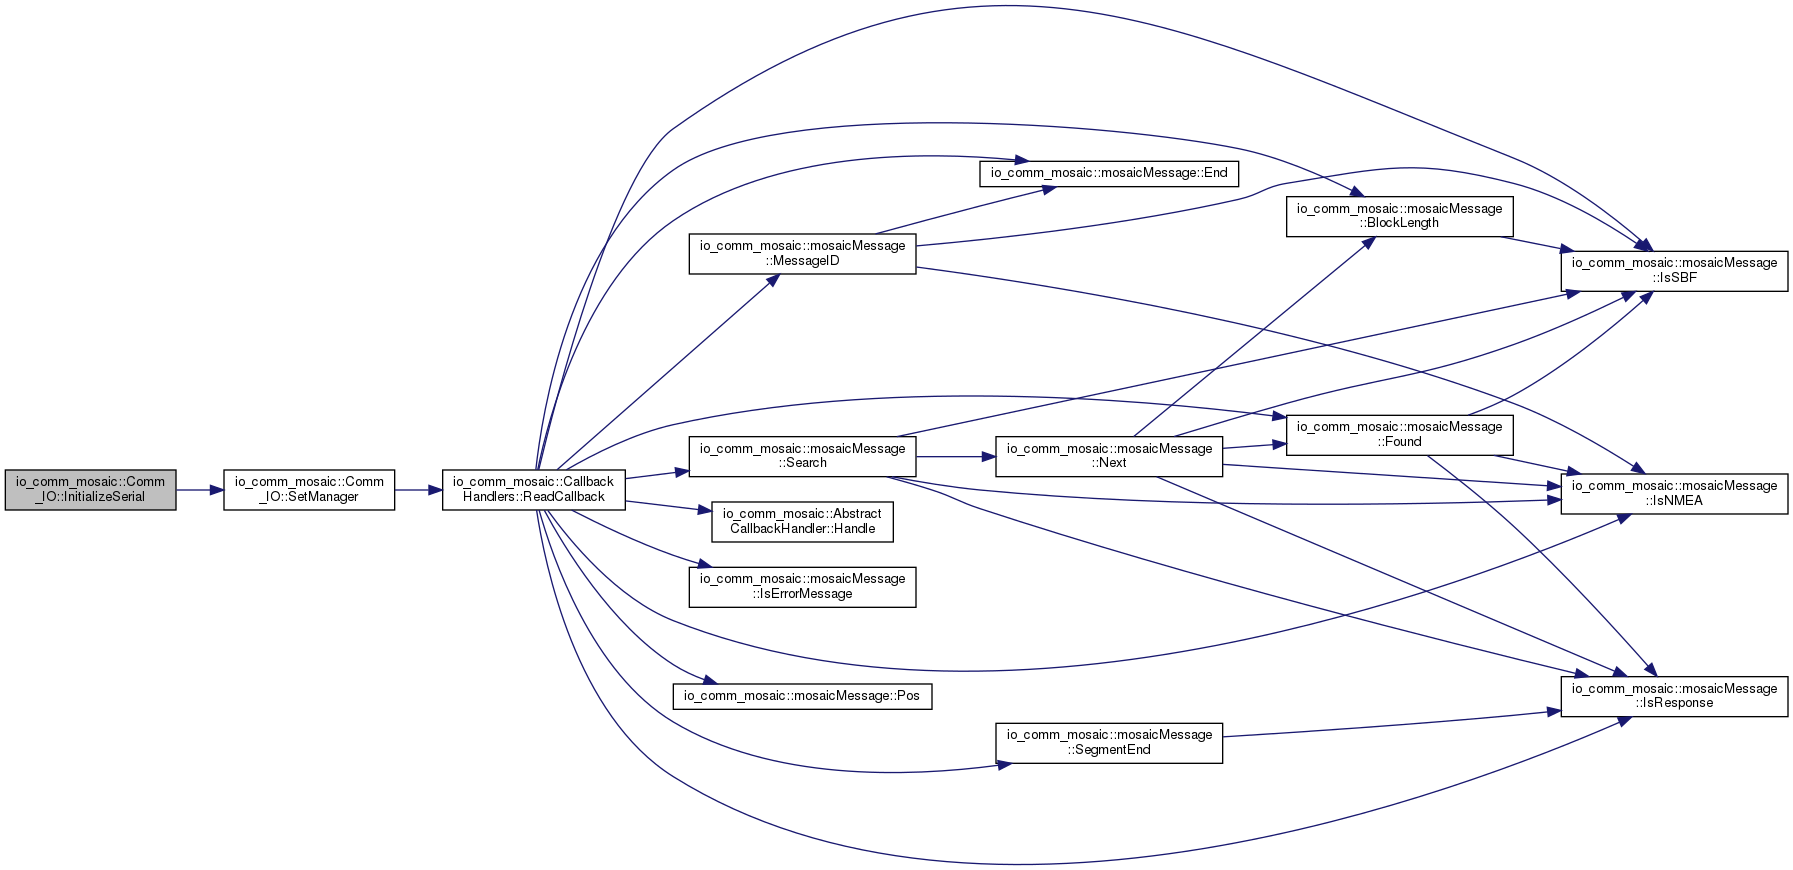 io_comm_mosaic::Comm
_IO::InitializeSerial
io_comm_mosaic::Comm
_IO::SetManager
io_comm_mosaic::Callback
Handlers::ReadCallback
io_comm_mosaic::mosaicMessage::End
io_comm_mosaic::mosaicMessage
::BlockLength
io_comm_mosaic::mosaicMessage
::MessageID
io_comm_mosaic::mosaicMessage
::IsSBF
io_comm_mosaic::mosaicMessage
::Found
io_comm_mosaic::mosaicMessage
::Search
io_comm_mosaic::mosaicMessage
::Next
io_comm_mosaic::mosaicMessage
::IsNMEA
io_comm_mosaic::Abstract
CallbackHandler::Handle
io_comm_mosaic::mosaicMessage
::IsErrorMessage
io_comm_mosaic::mosaicMessage::Pos
io_comm_mosaic::mosaicMessage
::IsResponse
io_comm_mosaic::mosaicMessage
::SegmentEnd